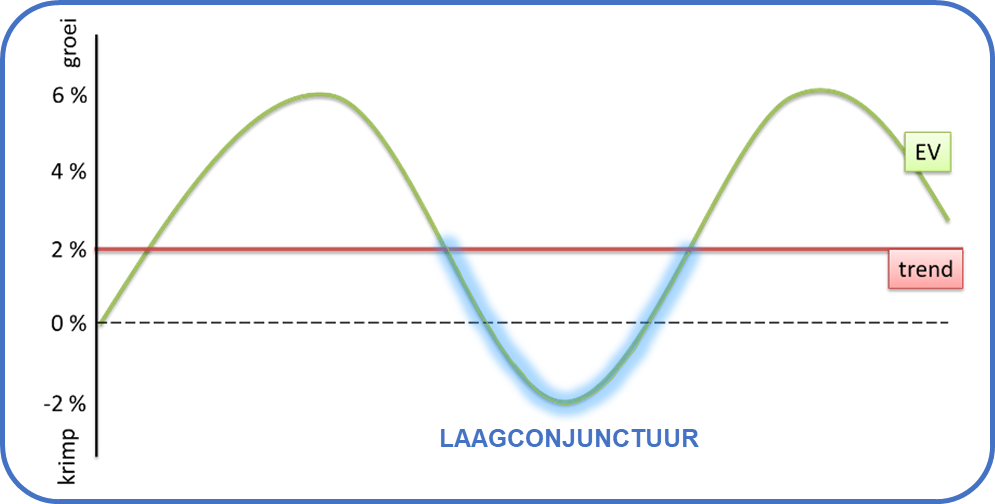 groei
6 %
4 %
2 %
0 %
-2 %
krimp
EV
trend
LAAGCONJUNCTUUR